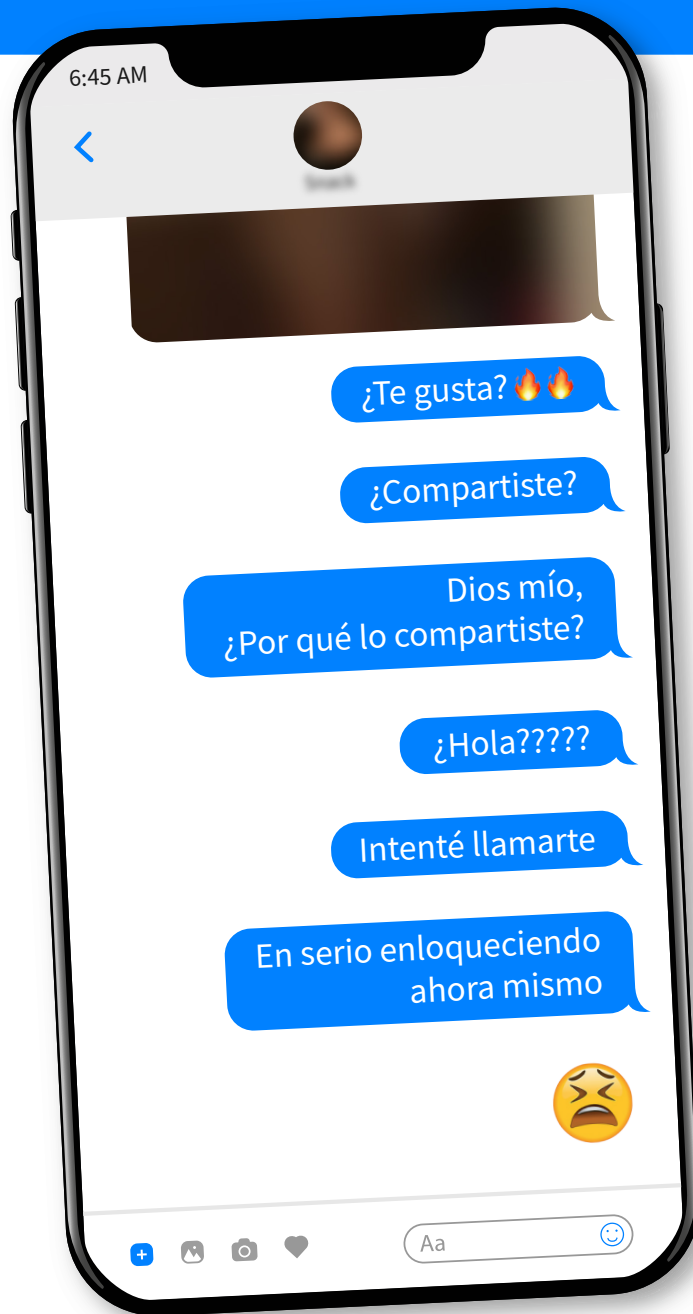 6:45 AM
¿Te gusta?🔥🔥
¿Compartiste?
Dios mío,
¿Por qué lo compartiste?
¿Hola?????
Intenté llamarte
En serio enloqueciendo
ahora mismo
Aa